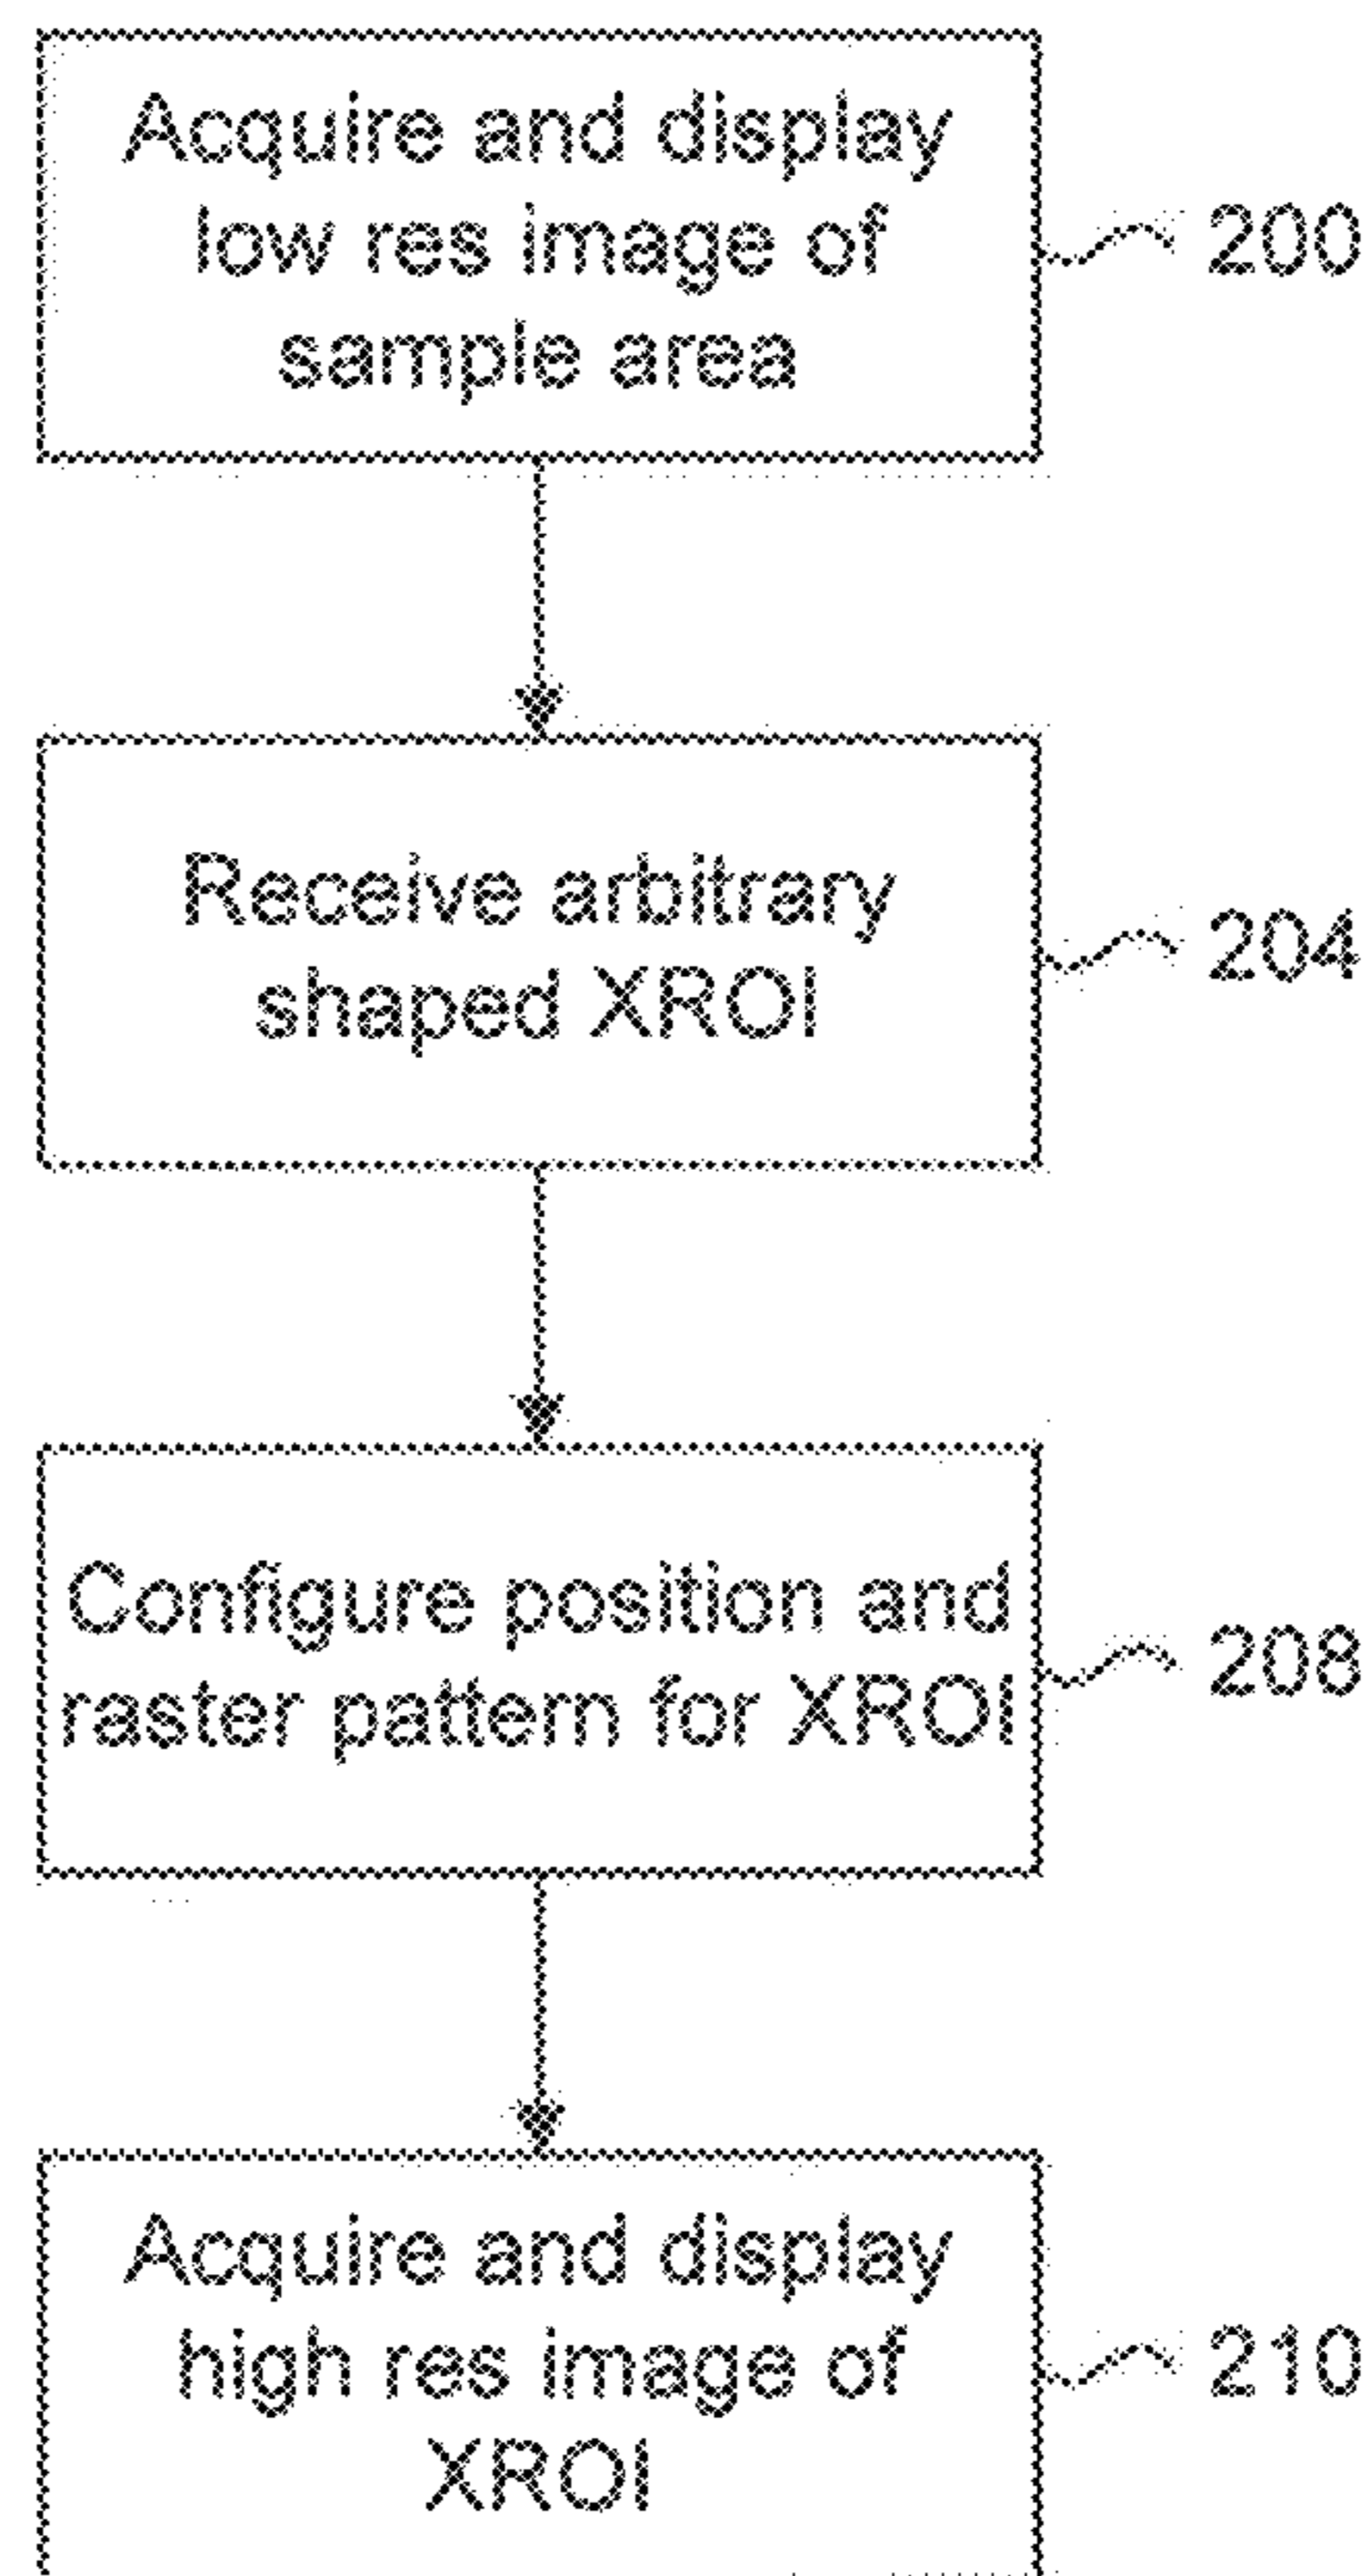 Acquire and display
low res image of
sample area
200
Receive arbitrary
shaped XROI
204
Configure position and
raster pattern for XROI
208
Acquire and display
high res image of
XROI
210